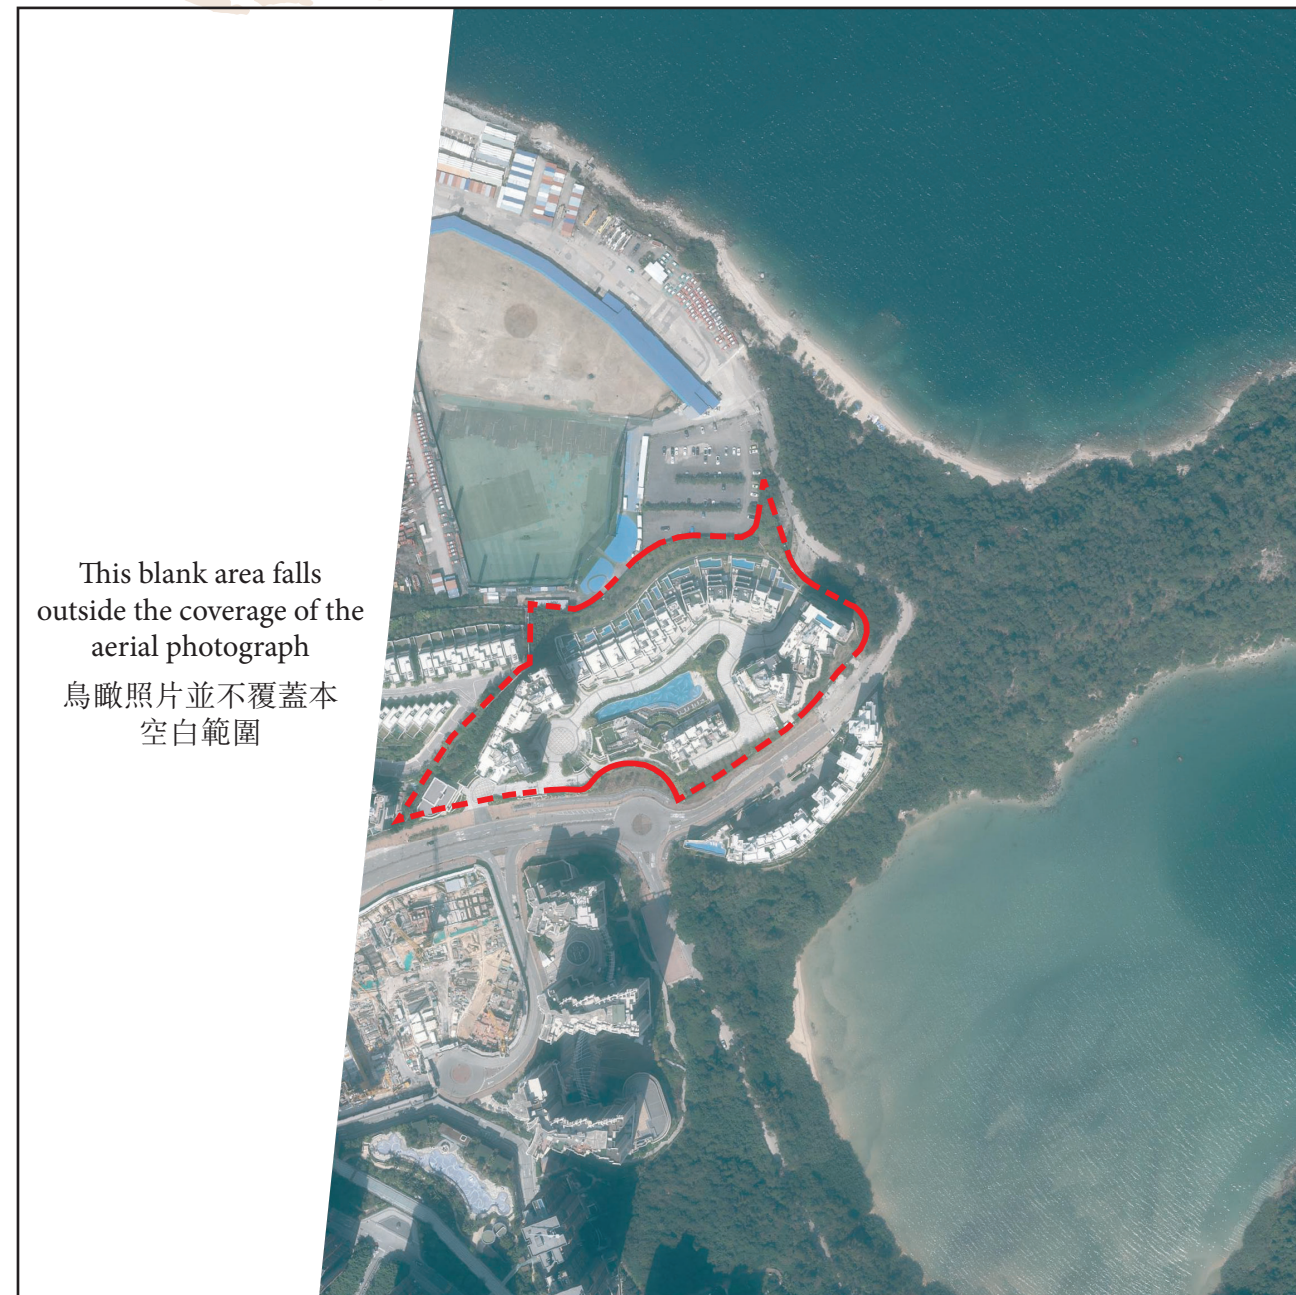 This blank area falls
outside the coverage of the
aerial photograph
鳥瞰照片並不覆蓋本
空白範圍